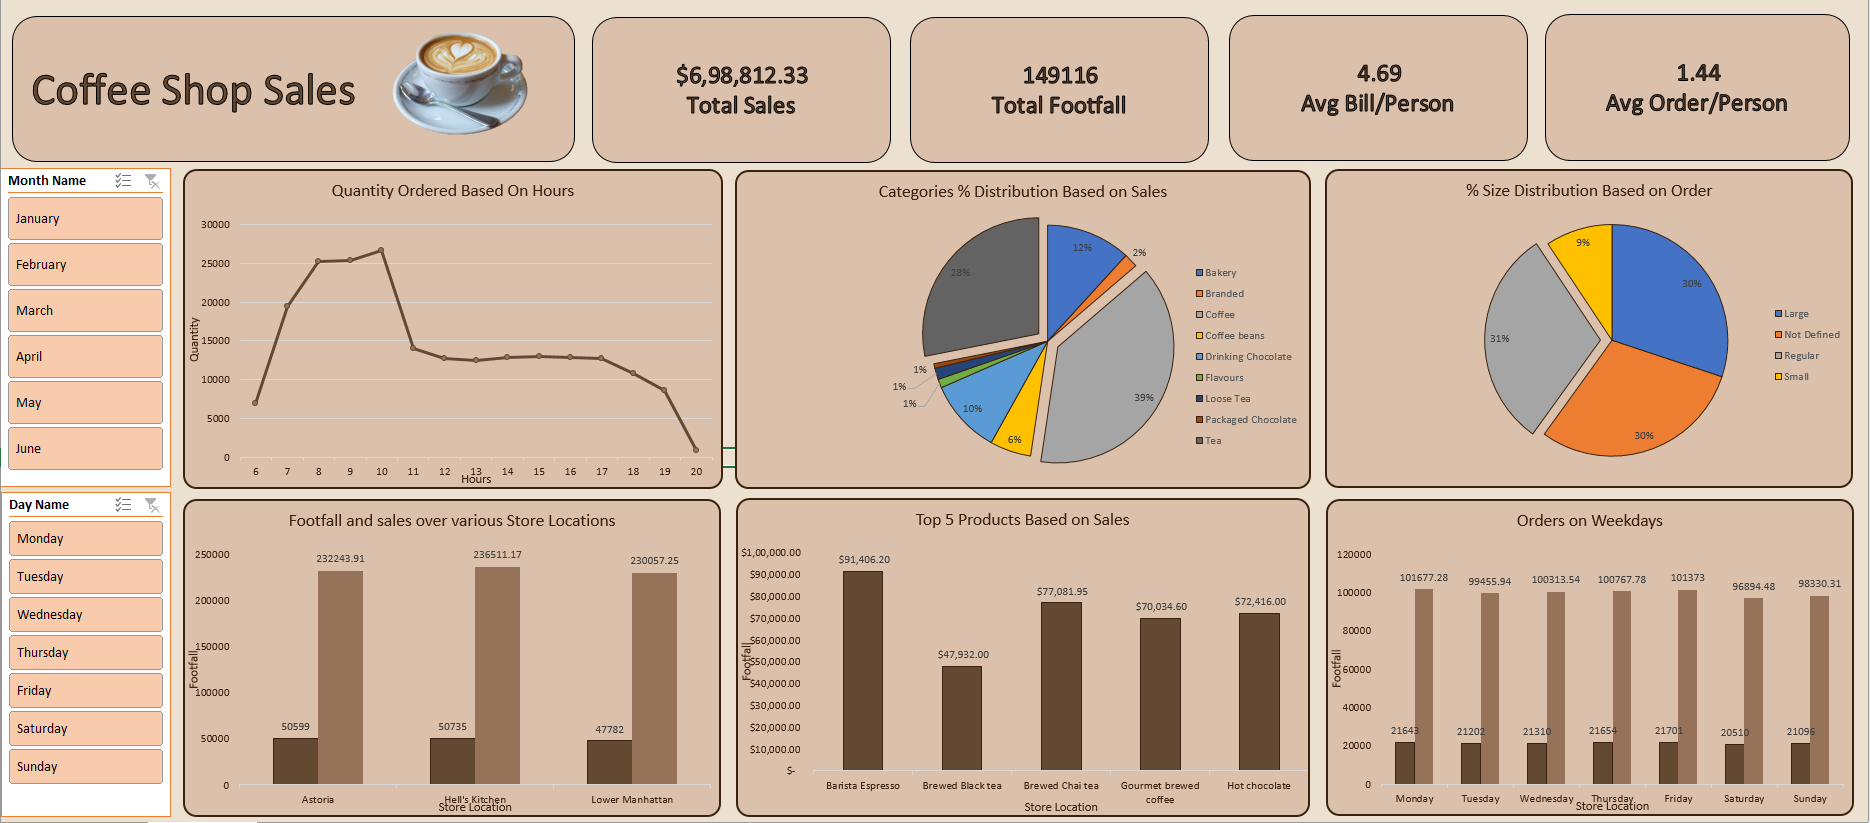 Coffee Shop Sales
$6,98,812.33
Total Sales
149116
Total Footfall
4.69
Avg Bill/Person
1.44
Avg Order/Person
Month Name
January
February
March
April
May
June
Day Name
Monday
Tuesday
Wednesday
Thursday
Friday
Saturday
Sunday
Quantity Ordered Based On Hours
Quantity
30000
25000
20000
15000
10000
5000
0
6 7 8 9 10 11 12 13 14 15 16 17 18 19 20
Hours
Categories % Distribution Based on Sales
12%
2%
39%
6%
10%
1%
1%
1%
28%
Bakery
Branded
Coffee
Coffee beans
Drinking Chocolate
Flavours
Loose Tea
Packaged Chocolate
Tea
% Size Distribution Based on Order
30%
30%
31%
9%
Large
Not Defined
Regular
Small
Footfall and sales over various Store Locations
Footfall
250000
200000
150000
100000
50000
0
50599 232243.91
50735 236511.17
47782 230057.25
Astoria Hell's Kitchen Lower Manhattan
Store Location
Top 5 Products Based on Sales
Footfall
$1,00,000.00
$90,000.00
$80,000.00
$70,000.00
$60,000.00
$50,000.00
$40,000.00
$30,000.00
$20,000.00
$10,000.00
$-
$91,406.20
$47,932.00
$77,081.95
$70,034.60
$72,416.00
Barista Espresso
Brewed Black tea
Brewed Chai tea
Gourmet brewed
coffee
Hot chocolate
Store Location
Orders on Weekdays
Footfall
120000
100000
80000
60000
40000
20000
0
21643 101677.28
21202 99455.94
21310 100313.54
21654 100767.78
21701 101373
20510 96894.48
21096 98330.31
Monday Tuesday Wednesday Thursday Friday Saturday Sunday
Store Location